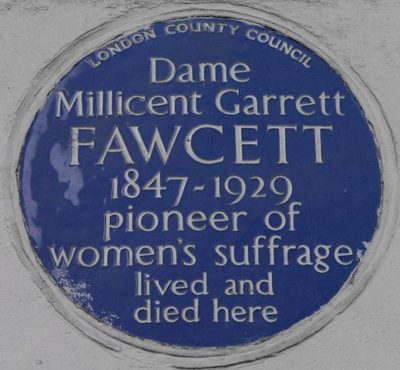 LONDON COUNTY COUNCIL
Dame
Millicent Garrett
FAWCETT
1847-1929
pioneer of
women's suffrage
lived and
died here